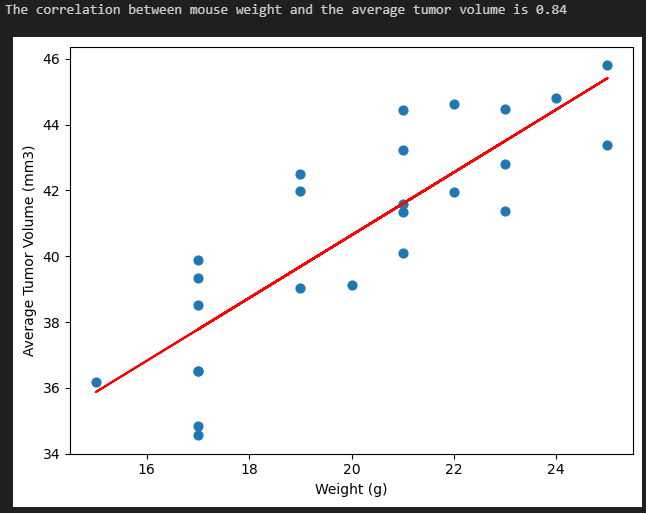 The correlation between mouse weight and the average tumor volume is 0.84
46
44
42
40
38
36
34
Average Tumor Volume (mm3)
16 18 20 22 24
Weight (g)